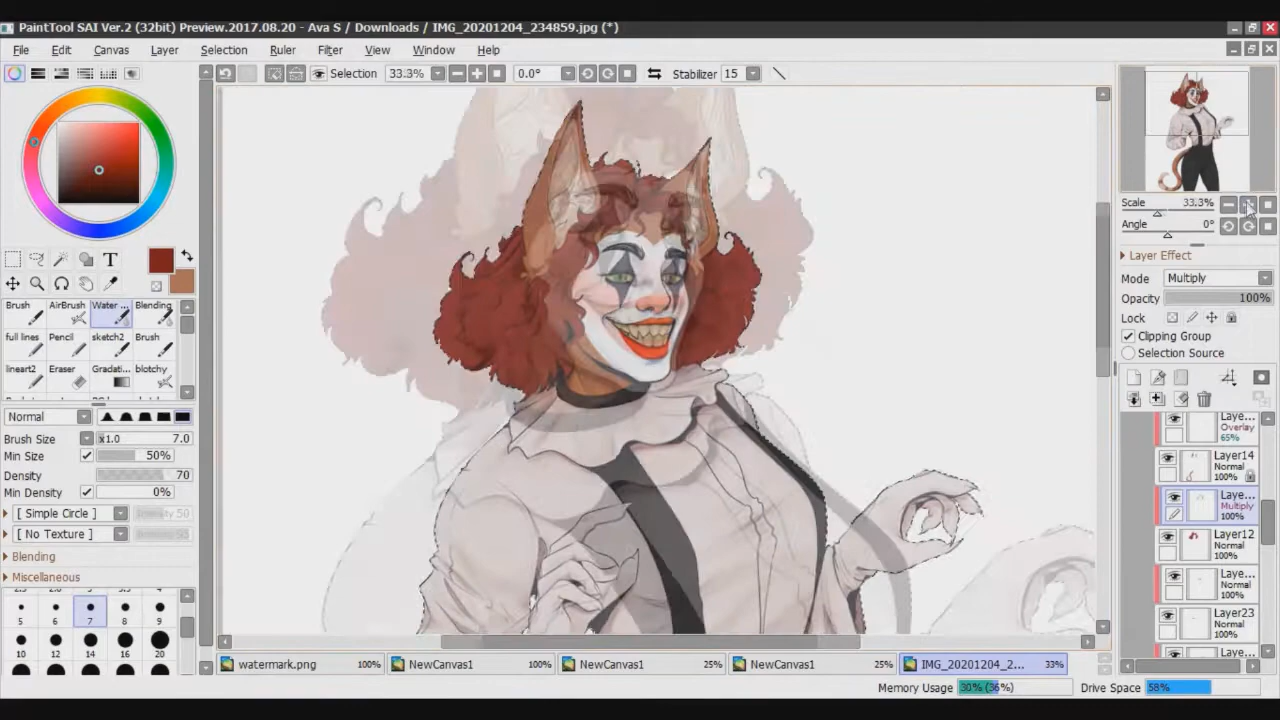 PaintTool SAI Ver.2 (32bit) Preview.2017.08.20 - Ava S / Downloads / IMG_20201204_234859.jpg (*)
File Edit Canvas Layer Selection Ruler Filter View Window Help
Selection 33.3% 0.0° Stabilizer 15
Scale 33.3%
Angle 0°
Layer Effect
Mode Multiply
Opacity 100%
Lock
Clipping Group
Selection Source
T
Brush AirBrush Water ... Blending
full lines Pencil sketch2 Brush
lineart2 Eraser Gradati... blotchy
Normal
Brush Size x1.0 7.0
Min Size 50%
Density 70
Min Density 0%
[ Simple Circle ]
[ No Texture ]
Blending
Miscellaneous
5 6 7 8 9
10 12 14 16 20
Laye...
Overlay
65%
Layer14
Normal
100%
Laye...
Multiply
100%
Layer12
Normal
100%
Laye...
Normal
100%
Layer23
Normal
100%
Laye...
watermark.png 100% NewCanvas1 100% NewCanvas1 25% NewCanvas1 25% IMG_20201204_2... 33%
Memory Usage 30% (36%) Drive Space 58%